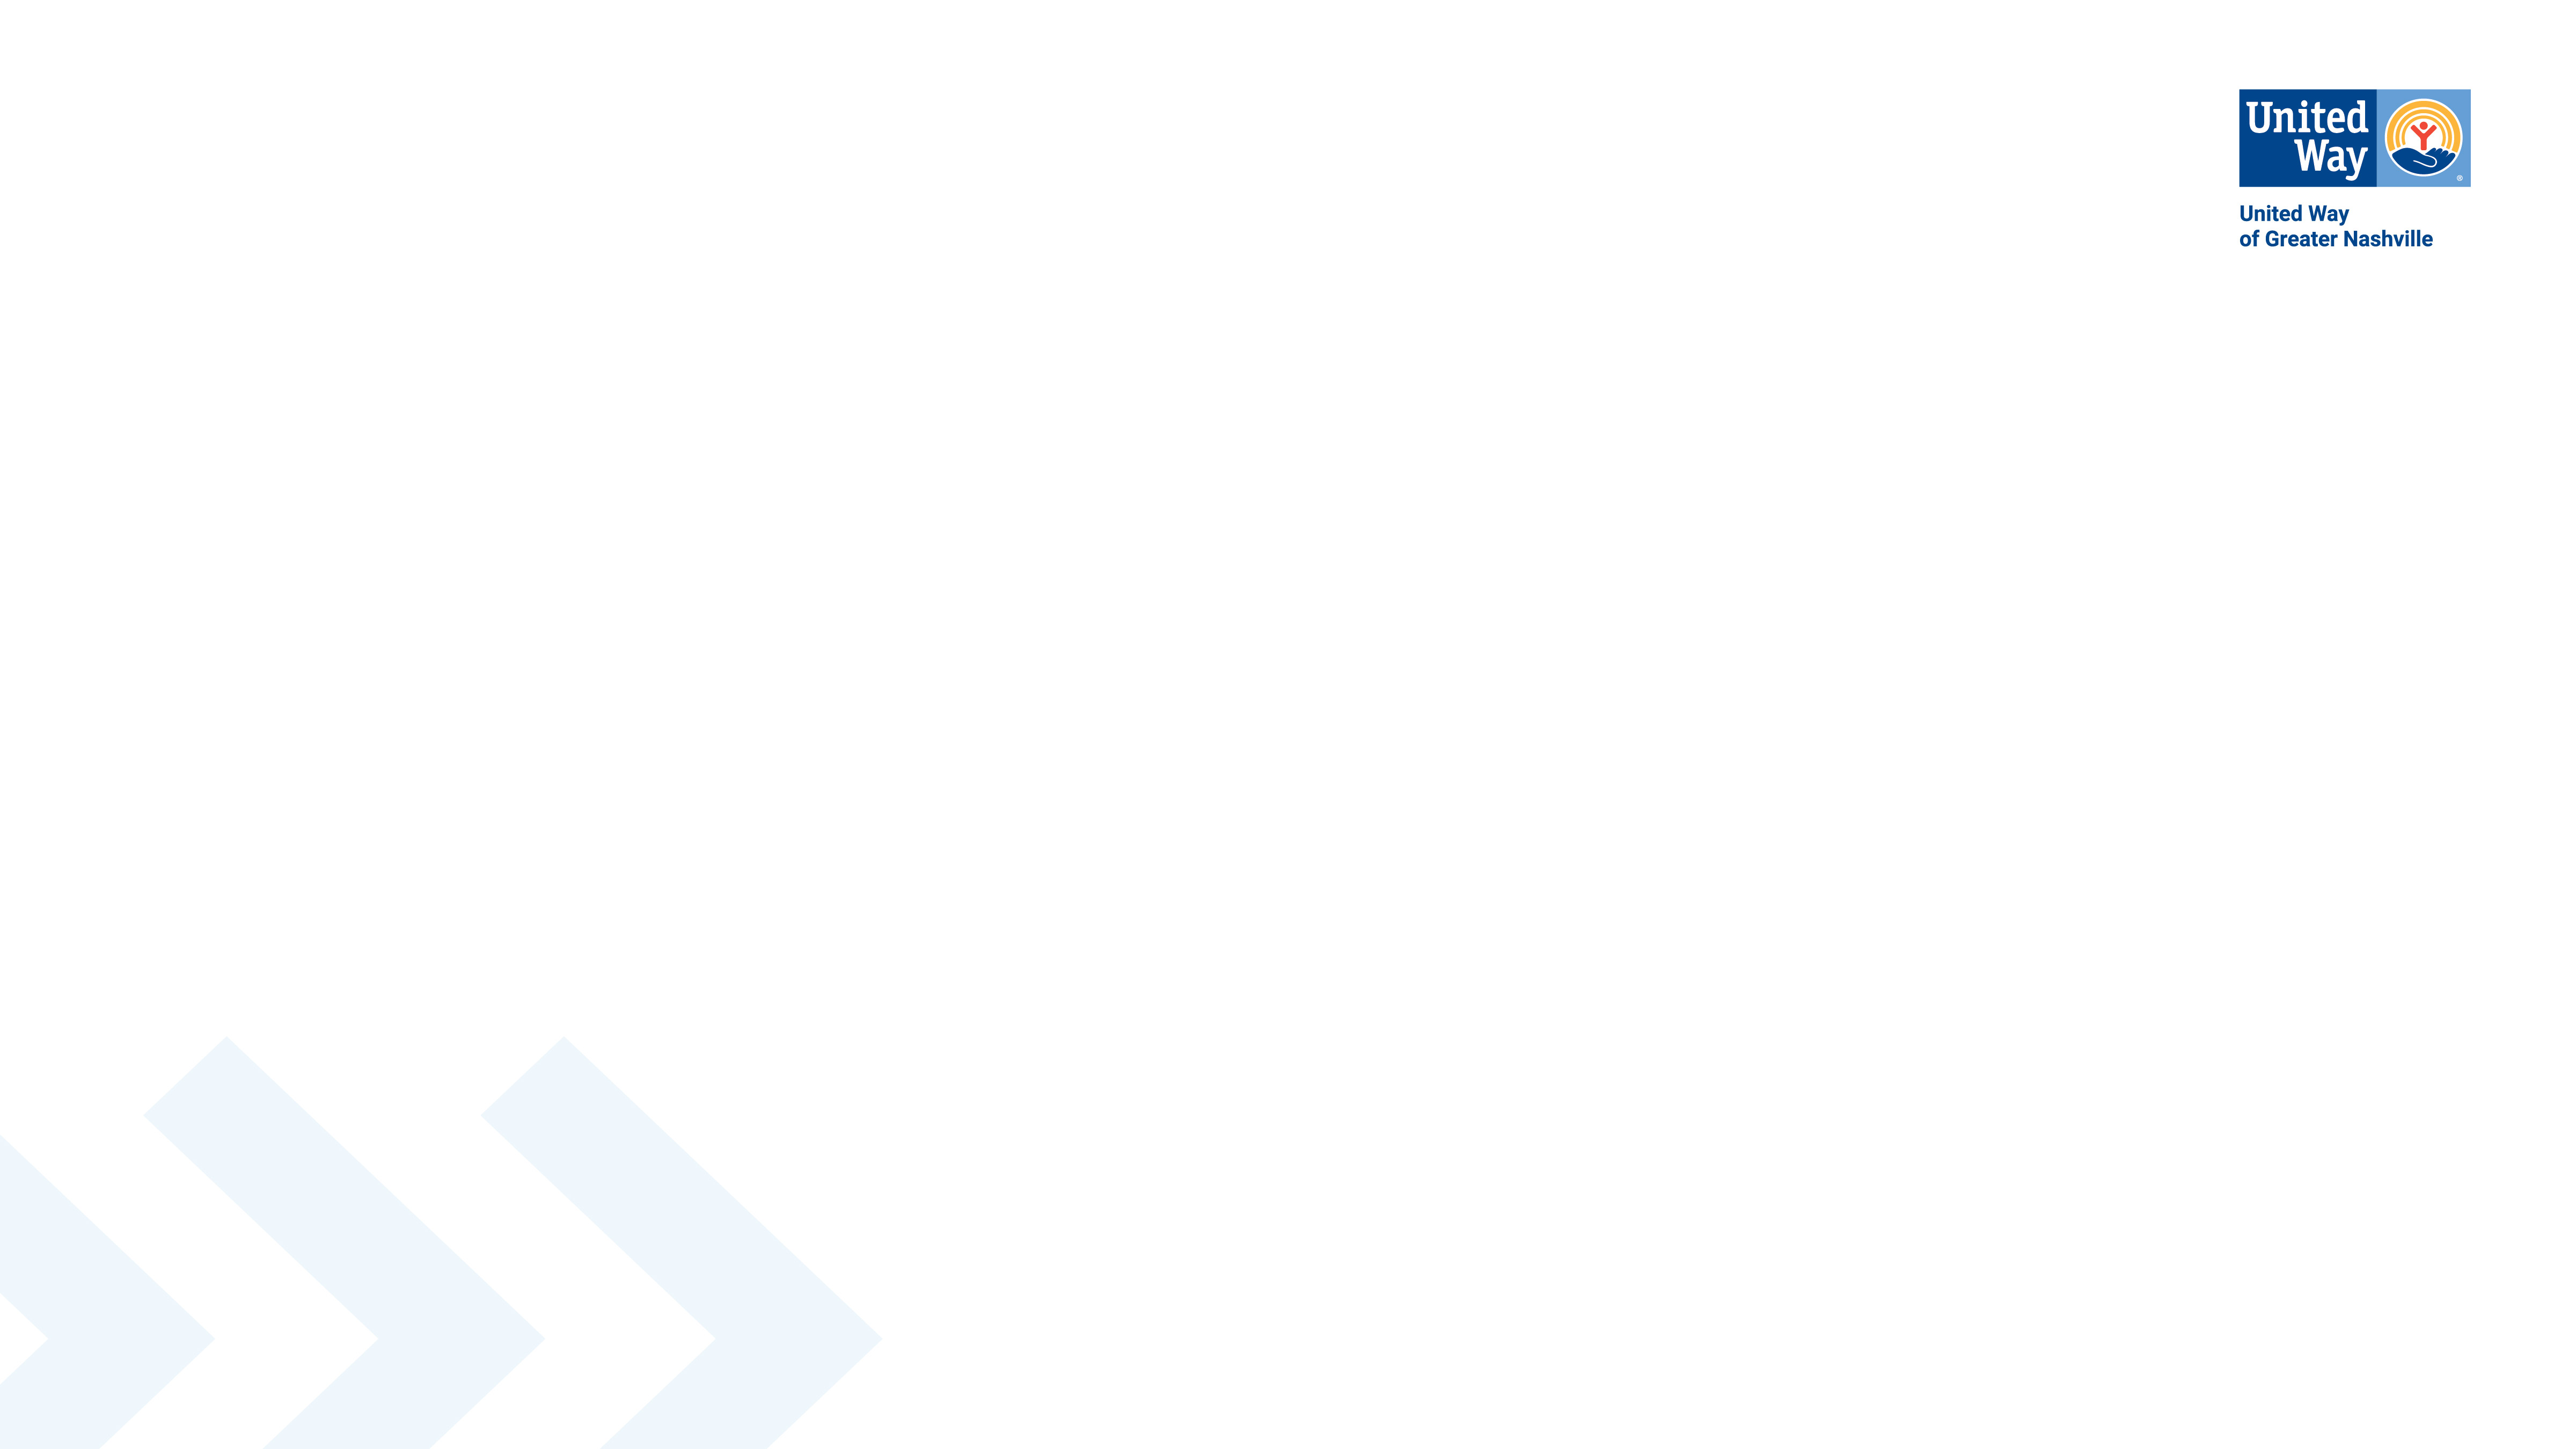 United
Way
®
United Way
of Greater Nashville